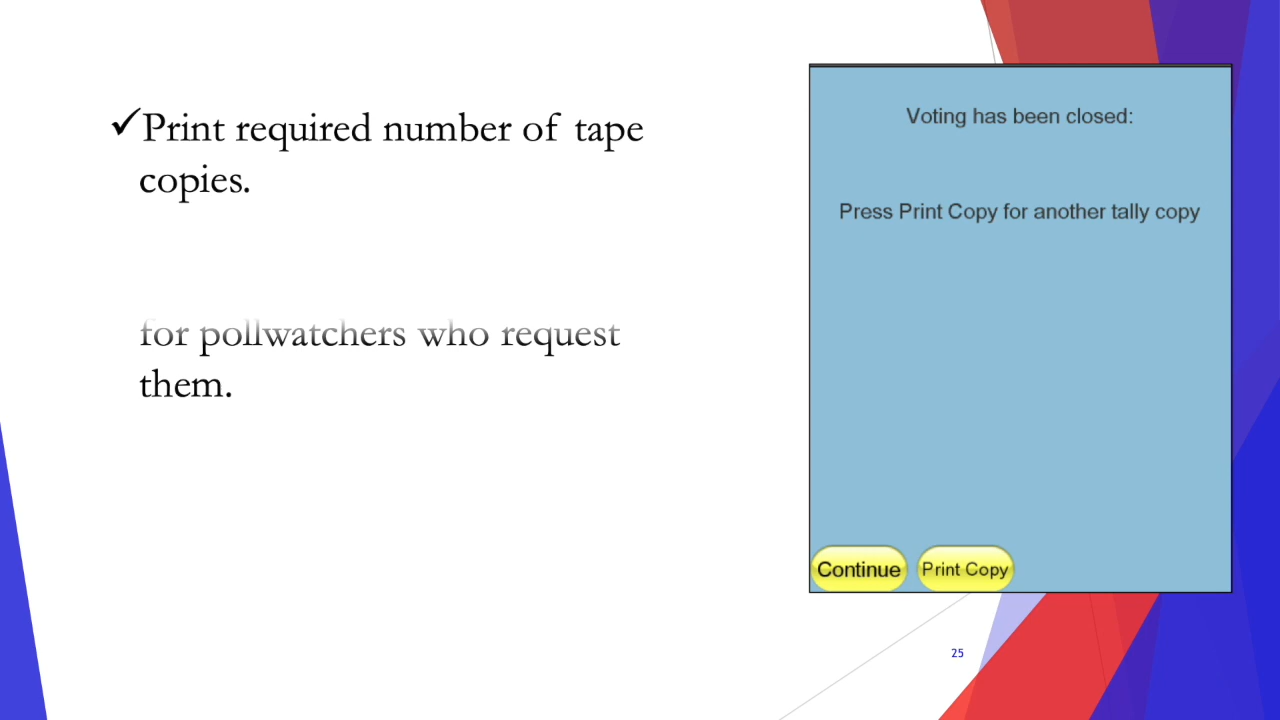 ✓Print required number of tape
copies.
for pollwatchers who request
them.
Voting has been closed:
Press Print Copy for another tally copy
Continue
Print Copy
25